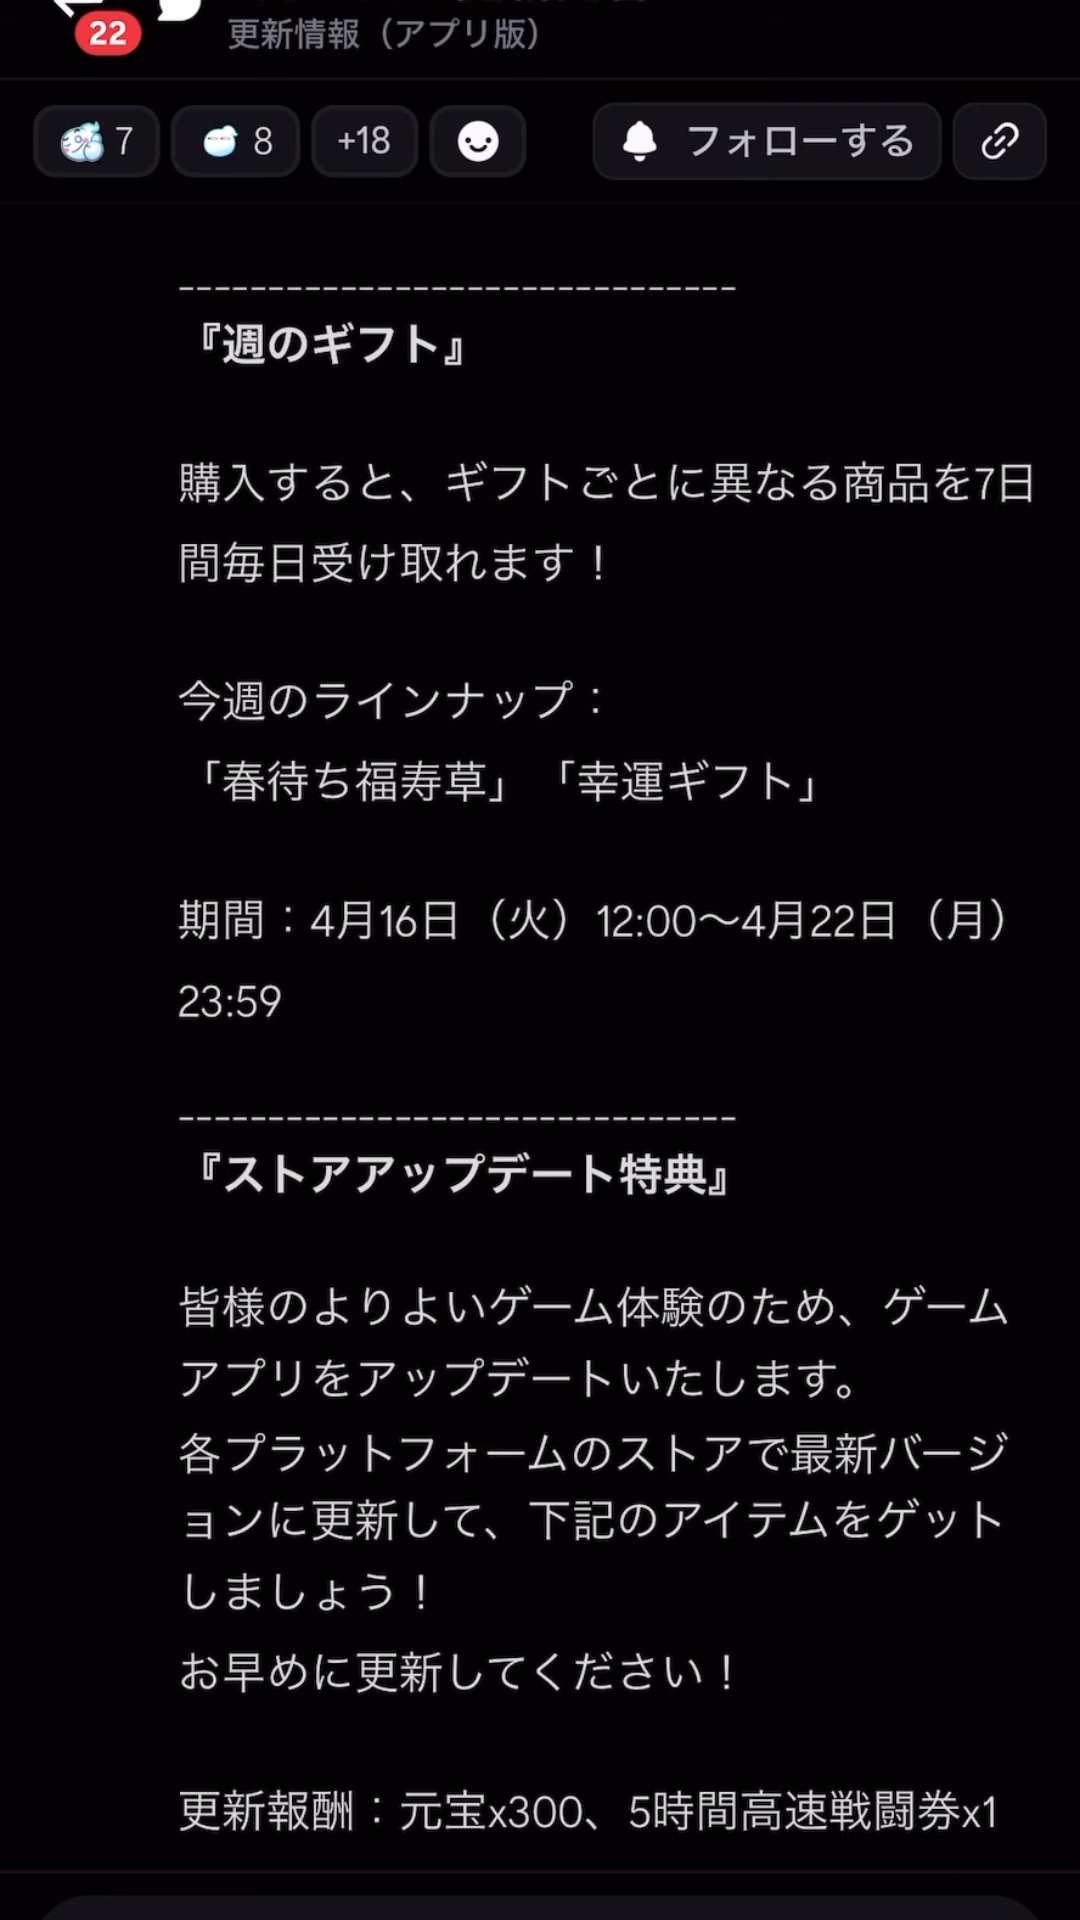 22
更新情報（アプリ版）
7 8 +18 フォローする
-------------------------------
『週のギフト』
購入すると、ギフトごとに異なる商品を7日
間毎日受け取れます！
今週のラインナップ：
「春待ち福寿草」「幸運ギフト」
期間：4月16日（火）12:00～4月22日（月）
23:59
-------------------------------
『ストアアップデート特典』
皆様のよりよいゲーム体験のため、ゲーム
アプリをアップデートいたします。
各プラットフォームのストアで最新バージ
ョンに更新して、下記のアイテムをゲット
しましょう！
お早めに更新してください！
更新報酬：元宝x300、5時間高速戦闘券x1